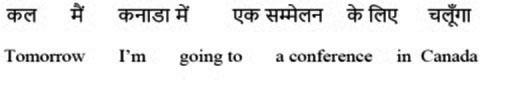 कल मैं कनाडा में एक सम्मेलन के लिए चलूँगा
Tomorrow I'm going to a conference in Canada